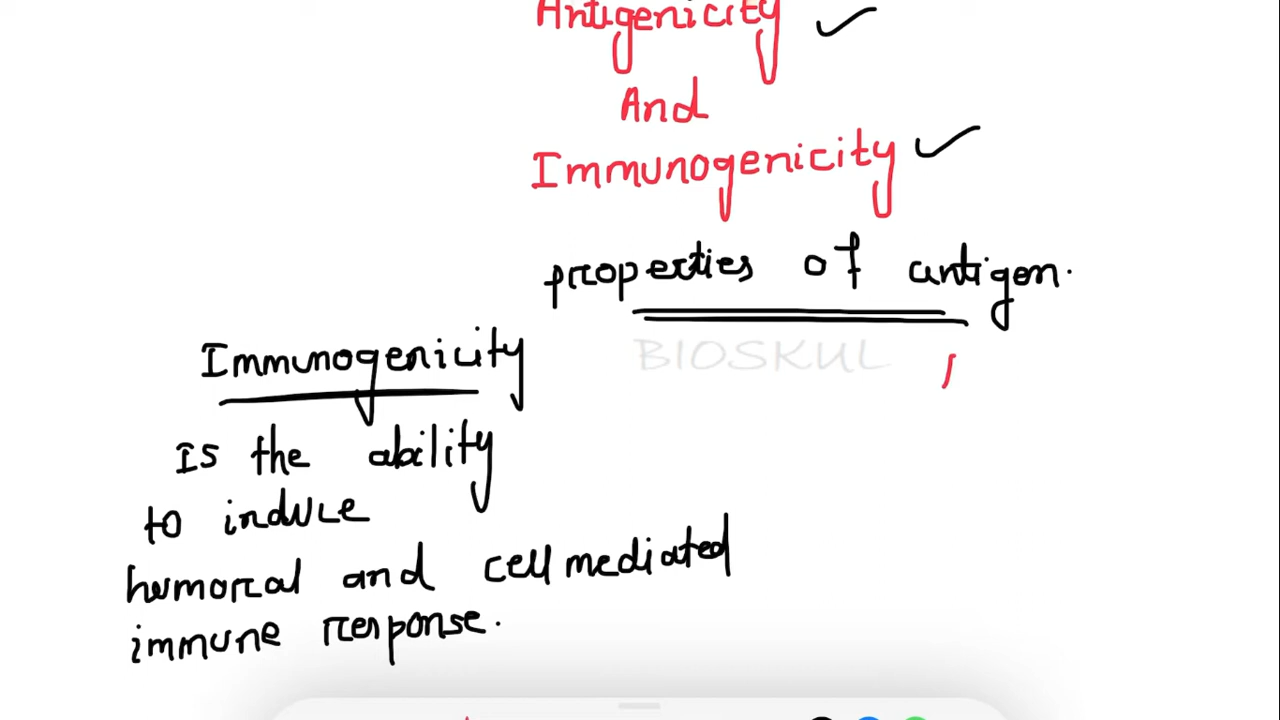 Antigenicity
And
Immunogenicity
properties of antigen.
BIOSKUL
Immunogenicity
Is the ability
to induce
humoral and cell mediated
immune response.